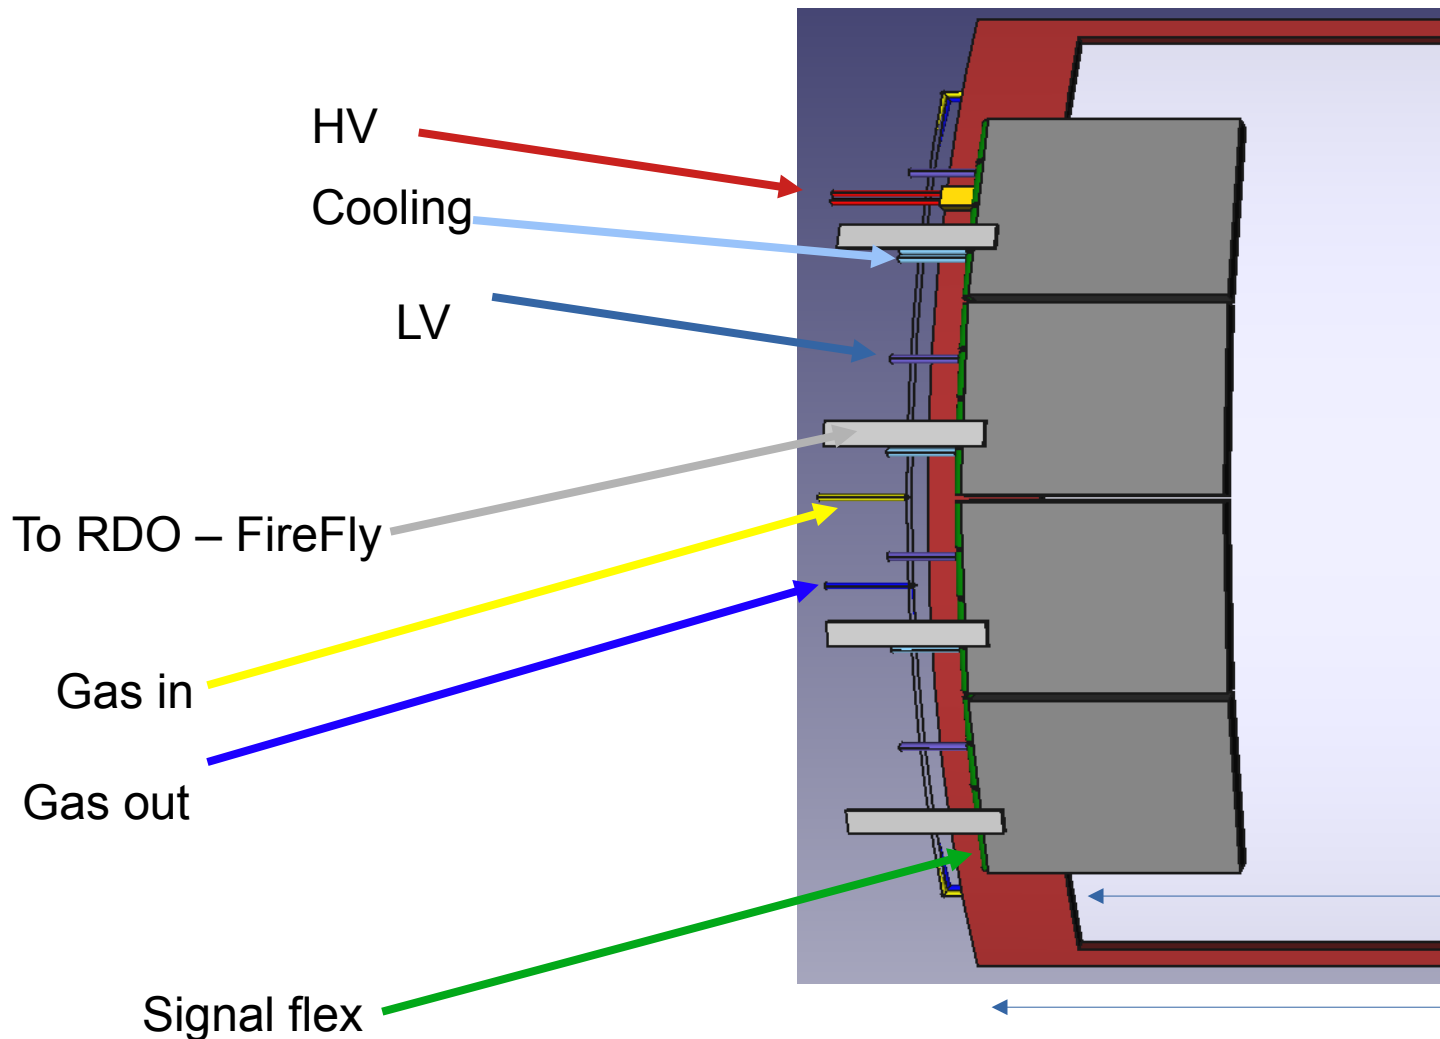 HV
Cooling
LV
To RDO – FireFly
Gas in
Gas out
Signal flex